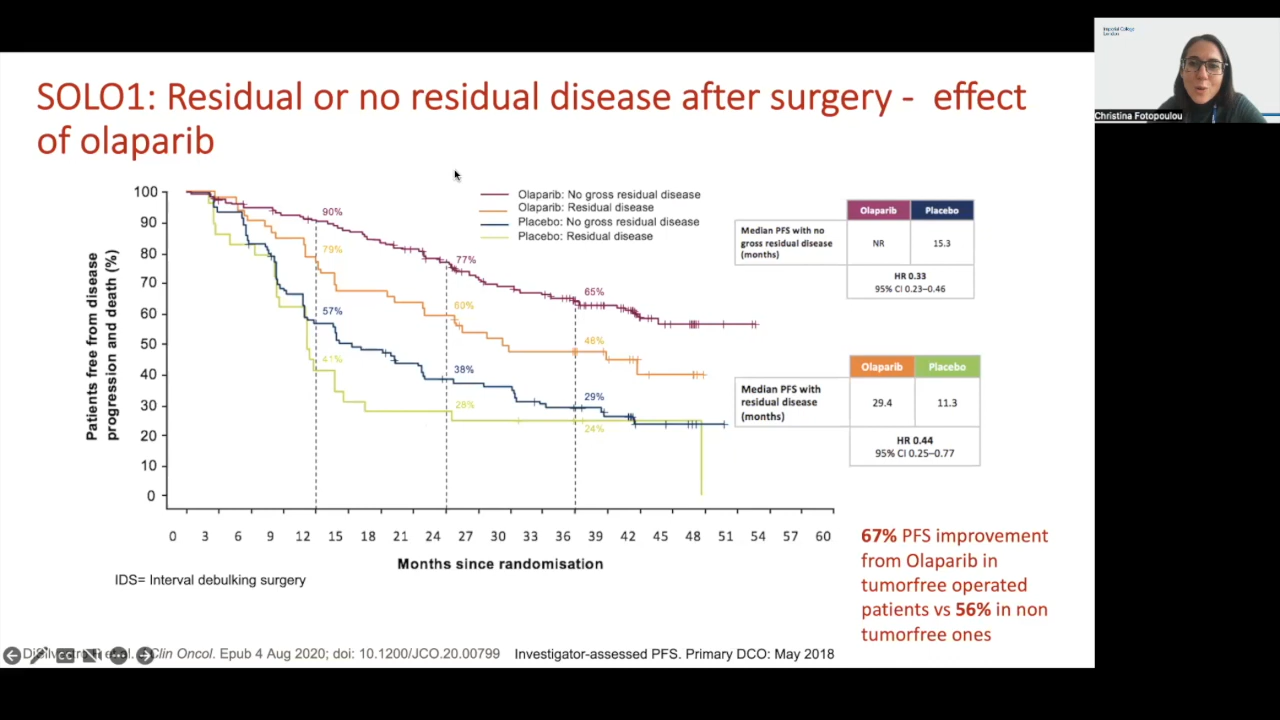 Imperial College
London
Christina Fotopoulou
SOLO1: Residual or no residual disease after surgery - effect
of olaparib
Patients free from disease
progression and death (%)
100
90
80
70
60
50
40
30
20
10
0
Olaparib: No gross residual disease
Olaparib: Residual disease
Placebo: No gross residual disease
Placebo: Residual disease
90%
79%
57%
41%
77%
60%
38%
28%
65%
48%
29%
24%
0 3 6 9 12 15 18 21 24 27 30 33 36 39 42 45 48 51 54 57 60
Months since randomisation
Olaparib Placebo
Median PFS with no
gross residual disease
(months)
NR 15.3
HR 0.33
95% CI 0.23–0.46
Olaparib Placebo
Median PFS with
residual disease
(months)
29.4 11.3
HR 0.44
95% CI 0.25–0.77
67% PFS improvement
from Olaparib in
tumorfree operated
patients vs 56% in non
tumorfree ones
IDS= Interval debulking surgery
Clin Oncol. Epub 4 Aug 2020; doi: 10.1200/JCO.20.00799
Investigator-assessed PFS. Primary DCO: May 2018